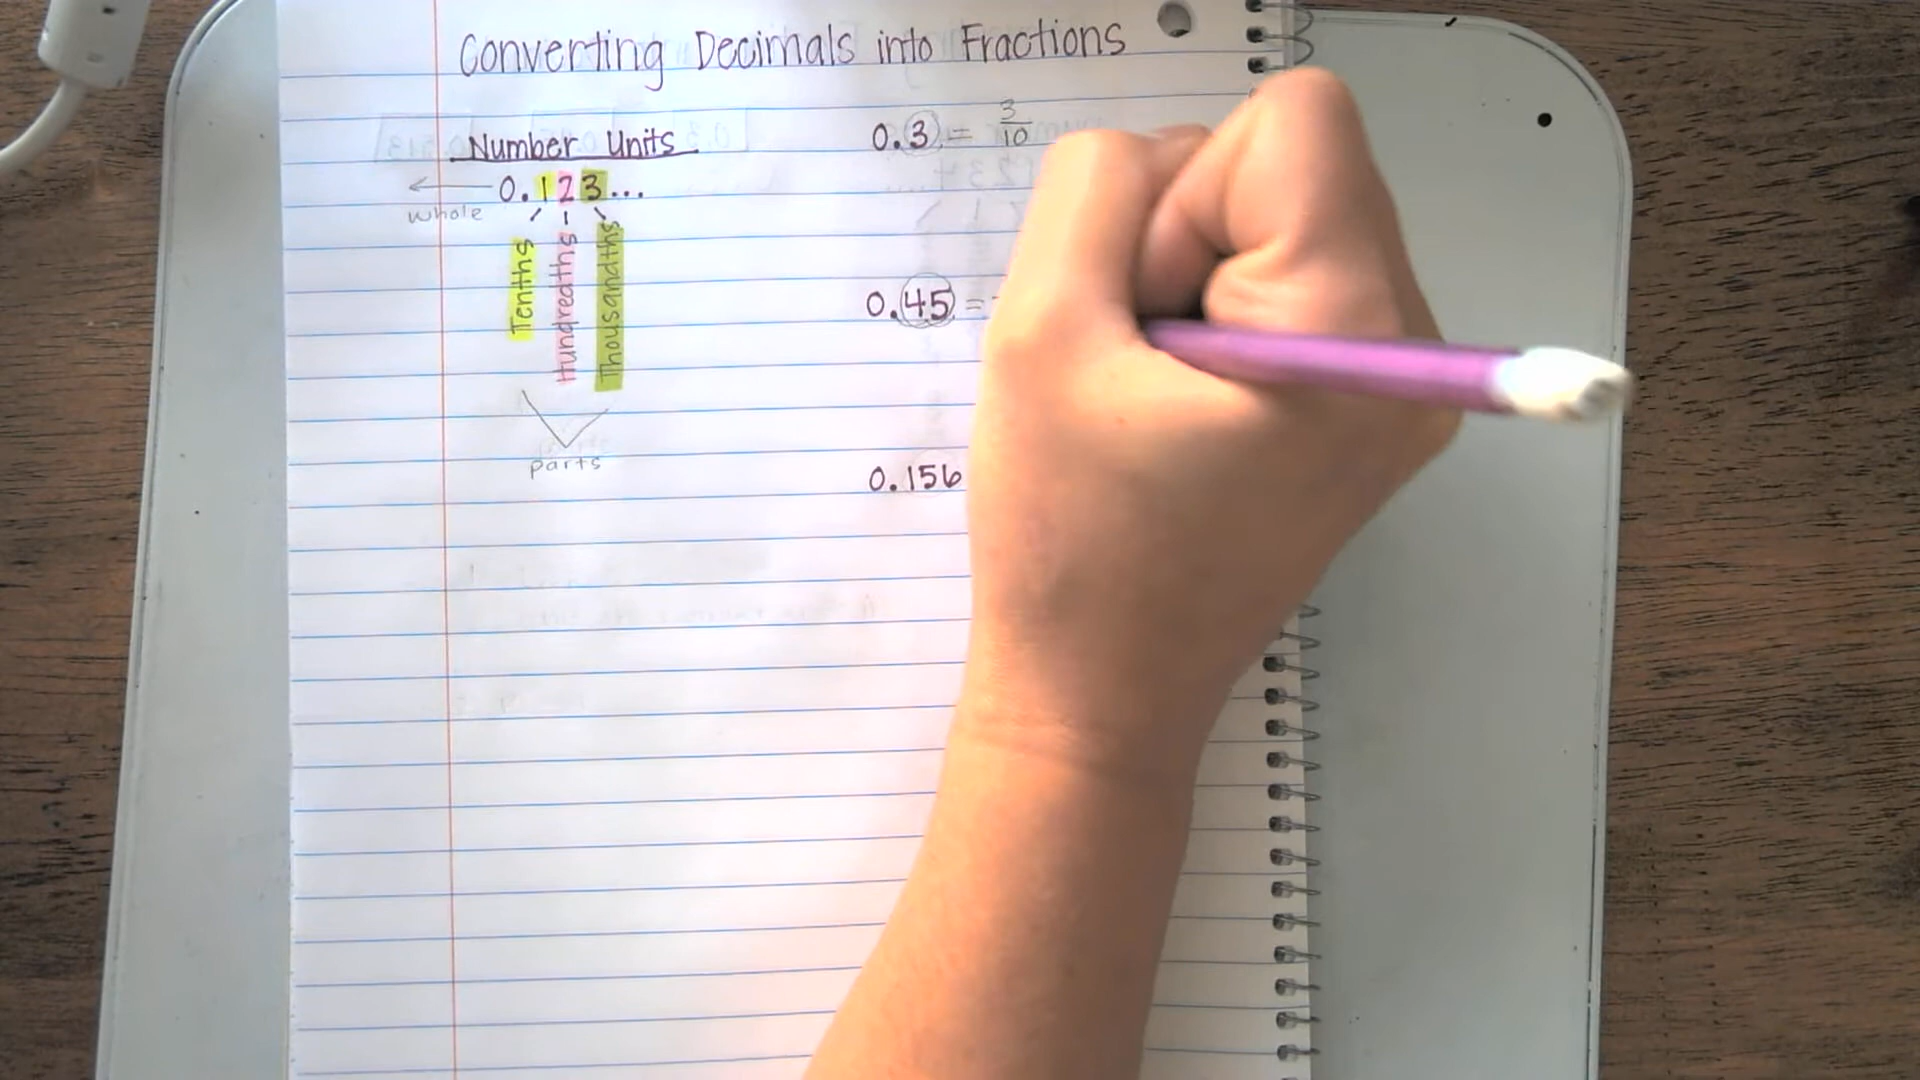 Converting Decimals into Fractions
Number Units
0.123...
whole
Tenths
Hundredths
Thousandths
parts
0.3 = 3/10
0.45 =
0.156